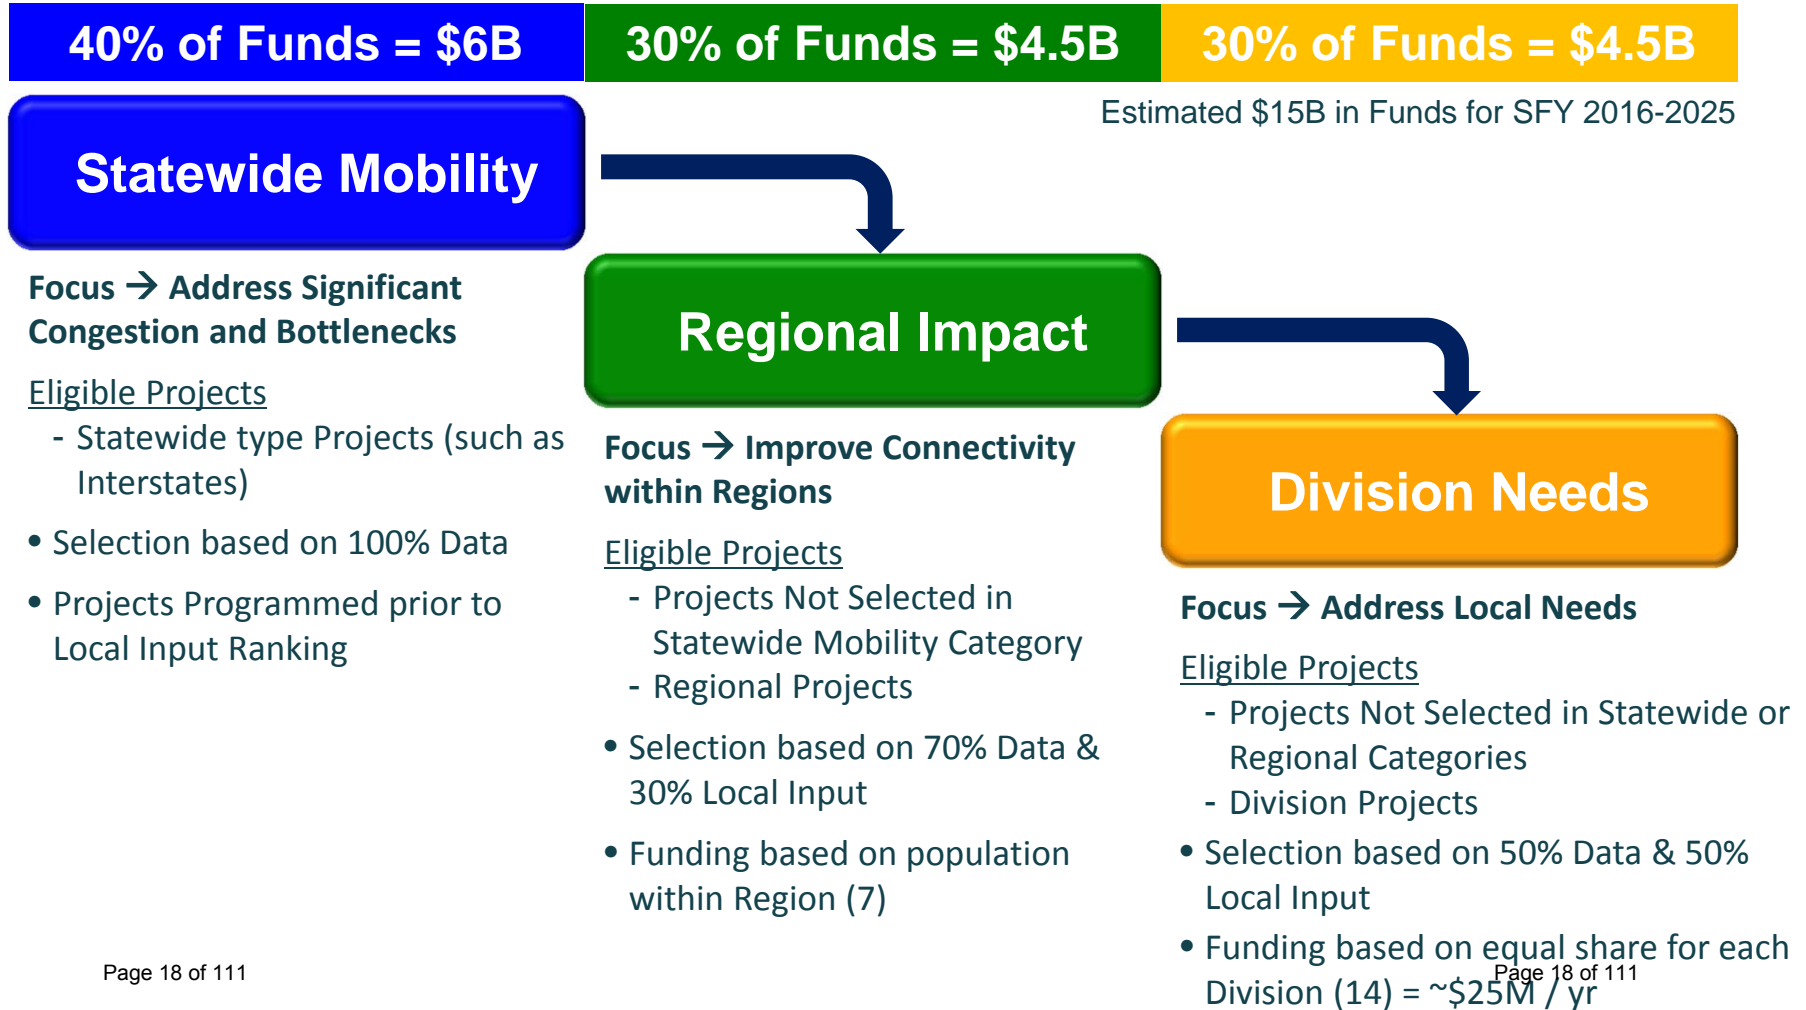 40% of Funds = $6B
30% of Funds = $4.5B
30% of Funds = $4.5B
Estimated $15B in Funds for SFY 2016-2025
Statewide Mobility
Focus → Address Significant
Congestion and Bottlenecks
Eligible Projects
- Statewide type Projects (such as
Interstates)
• Selection based on 100% Data
• Projects Programmed prior to
Local Input Ranking
Regional Impact
Focus → Improve Connectivity
within Regions
Eligible Projects
- Projects Not Selected in
Statewide Mobility Category
- Regional Projects
• Selection based on 70% Data &
30% Local Input
• Funding based on population
within Region (7)
Division Needs
Focus → Address Local Needs
Eligible Projects
- Projects Not Selected in Statewide or
Regional Categories
- Division Projects
• Selection based on 50% Data & 50%
Local Input
• Funding based on equal share for each
Division (14) = ~$25M / yr
Page 18 of 111
Page 18 of 111